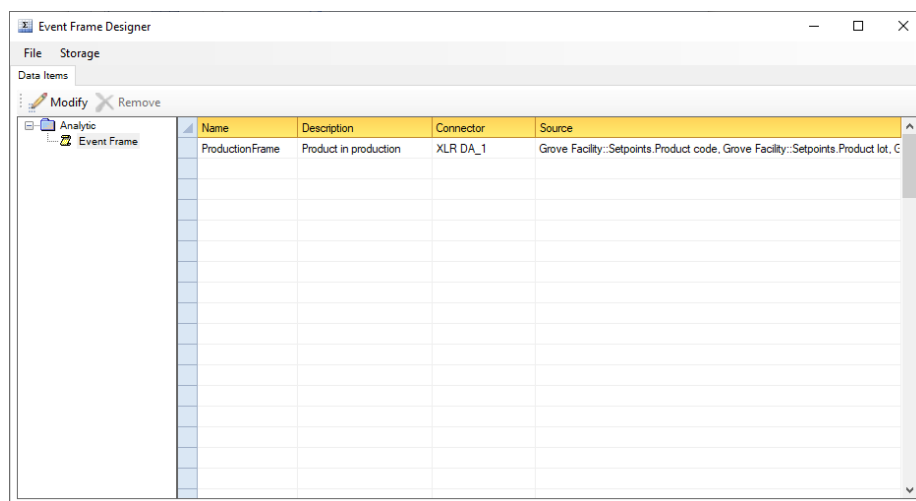 Event Frame Designer
File Storage
Data Items
Modify Remove
Analytic
Event Frame
Name Description Connector Source
ProductionFrame Product in production XLR DA_1 Grove Facility::Setpoints.Product code, Grove Facility::Setpoints.Product lot, G